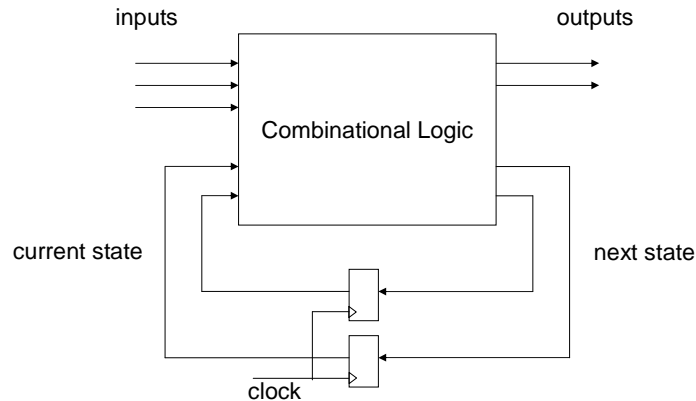 inputs
outputs
Combinational Logic
current state
next state
clock